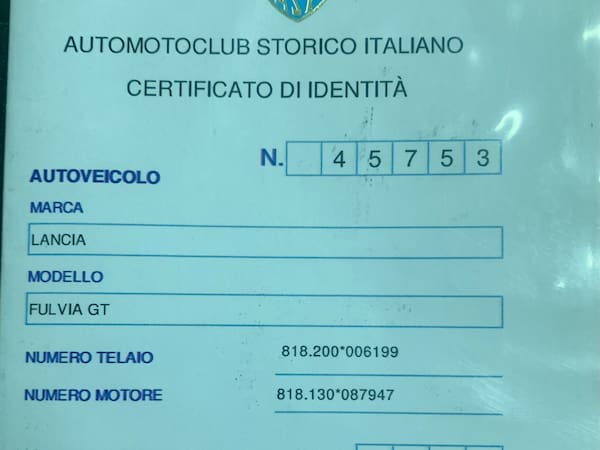 AUTOMOTOCLUB STORICO ITALIANO
CERTIFICATO DI IDENTITÀ
N. 45753
AUTOVEICOLO
MARCA
LANCIA
MODELLO
FULVIA GT
NUMERO TELAIO 818.200*006199
NUMERO MOTORE 818.130*087947